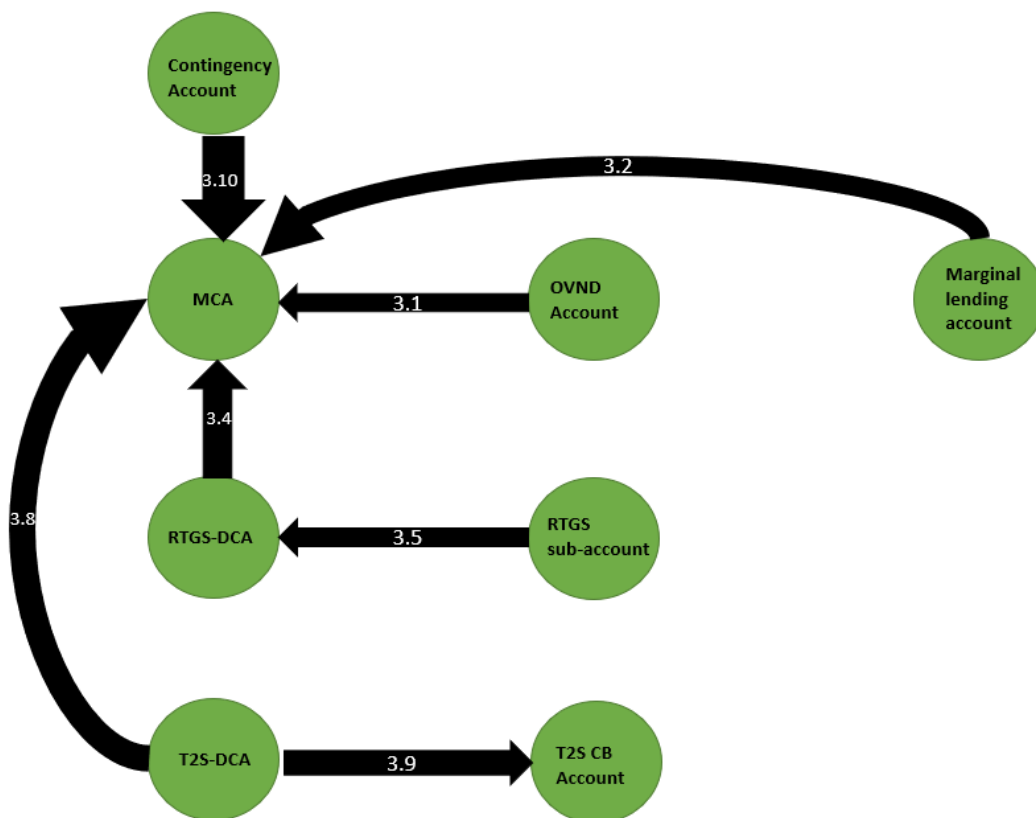 Contingency
Account
3.10
3.2
MCA
3.1
OVND
Account
Marginal
lending
account
3.4
3.8
RTGS-DCA
3.5
RTGS
sub-account
T2S-DCA
3.9
T2S CB
Account